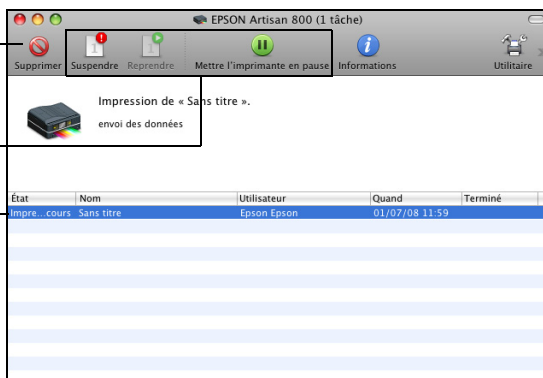 EPSON Artisan 800 (1 tâche)
Supprimer Suspendre Reprendre Mettre l'imprimante en pause Informations Utilitaire
Impression de « Sans titre ».
envoi des données
État Nom Utilisateur Quand Terminé
Impre...cours Sans titre Epson Epson 01/07/08 11:59